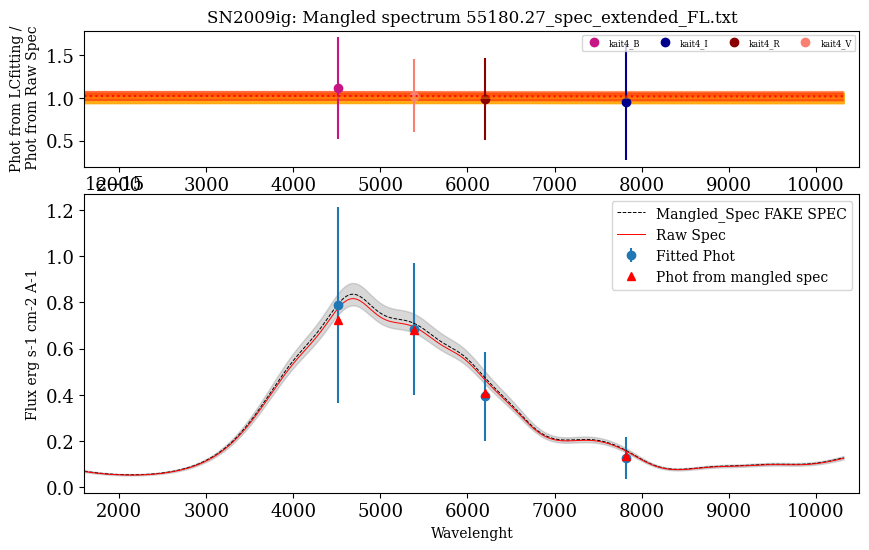 SN2009ig: Mangled spectrum 55180.27_spec_extended_FL.txt
Phot from LCfitting /
Phot from Raw Spec
1.5
1.0
0.5
kait4_B
kait4_I
kait4_R
kait4_V
2000 3000 4000 5000 6000 7000 8000 9000 10000
1e−15
Flux erg s-1 cm-2 A-1
1.2
1.0
0.8
0.6
0.4
0.2
0.0
Mangled_Spec FAKE SPEC
Raw Spec
Fitted Phot
Phot from mangled spec
2000 3000 4000 5000 6000 7000 8000 9000 10000
Wavelenght